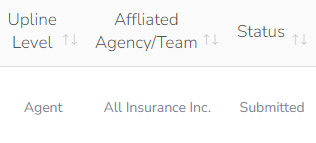 Upline Level
Affliated Agency/Team
Status
Agent
All Insurance Inc.
Submitted